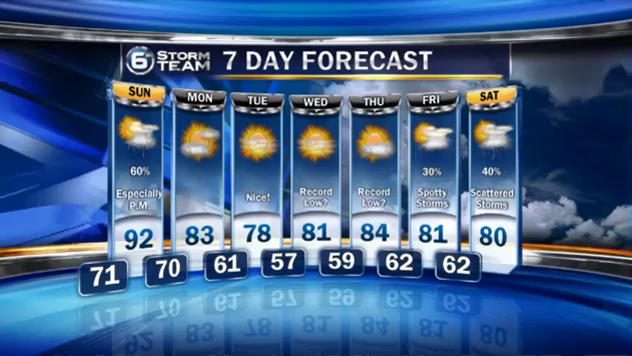 6 STORM TEAM 7 DAY FORECAST
SUN MON TUE WED THU FRI SAT
60% 30% 40%
Especially P.M. Nice! Record Low? Record Low? Spotty Storms Scattered Storms
92 83 78 81 84 81 80
71 70 61 57 59 62 62